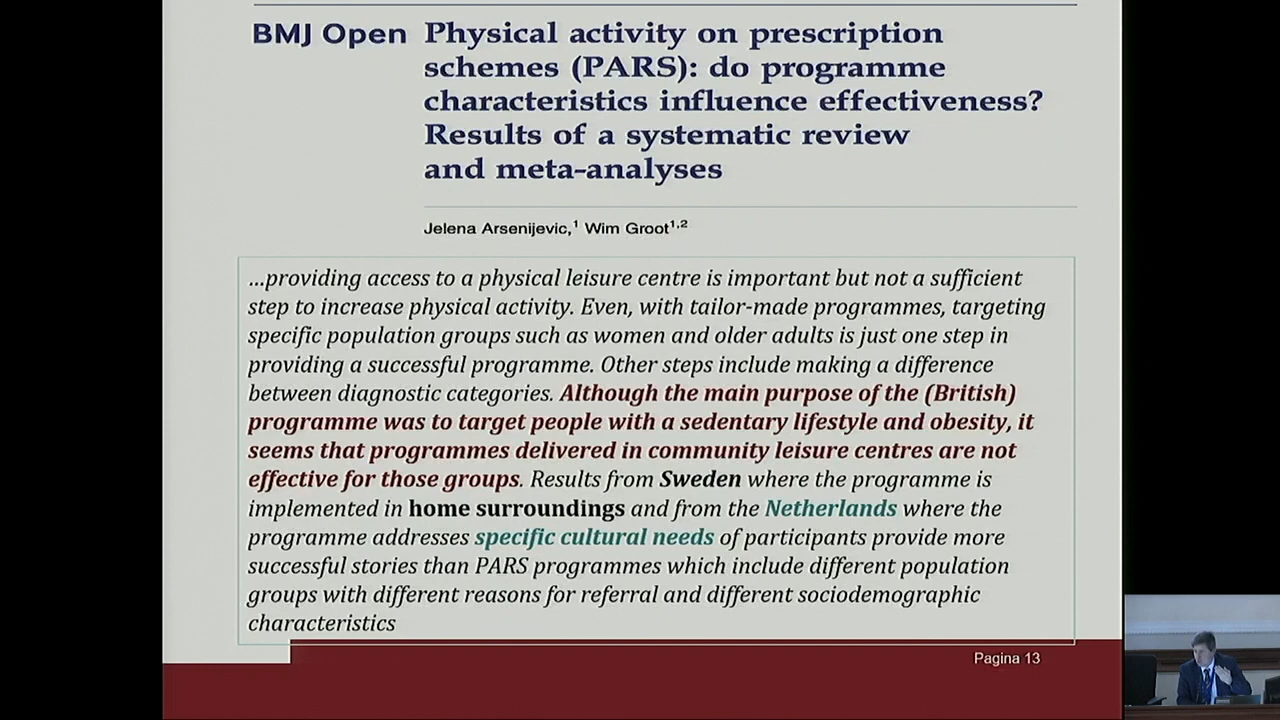 BMJ Open Physical activity on prescription
schemes (PARS): do programme
characteristics influence effectiveness?
Results of a systematic review
and meta-analyses
Jelena Arsenijevic,¹ Wim Groot¹,²
...providing access to a physical leisure centre is important but not a sufficient
step to increase physical activity. Even, with tailor-made programmes, targeting
specific population groups such as women and older adults is just one step in
providing a successful programme. Other steps include making a difference
between diagnostic categories. Although the main purpose of the (British)
programme was to target people with a sedentary lifestyle and obesity, it
seems that programmes delivered in community leisure centres are not
effective for those groups. Results from Sweden where the programme is
implemented in home surroundings and from the Netherlands where the
programme addresses specific cultural needs of participants provide more
successful stories than PARS programmes which include different population
groups with different reasons for referral and different sociodemographic
characteristics
Pagina 13